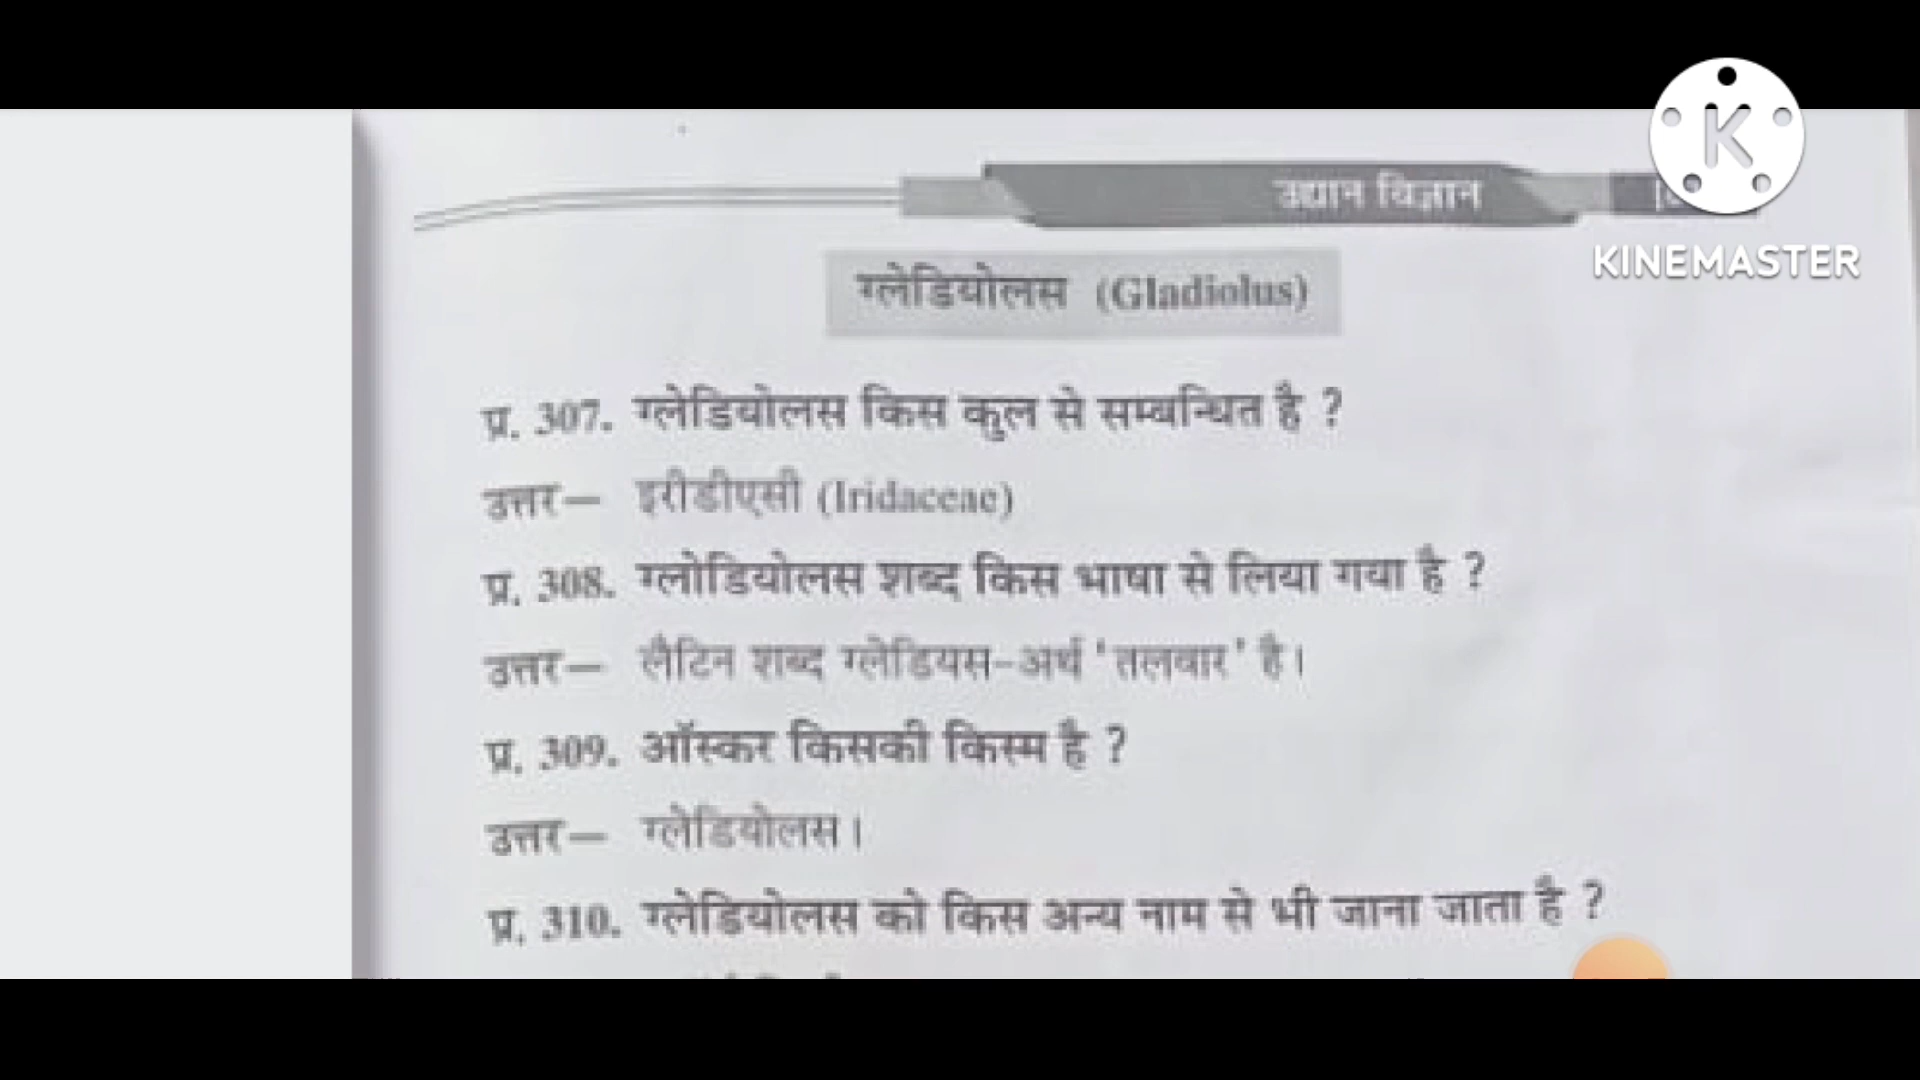 उद्यान विज्ञान
KINEMASTER
ग्लेडियोलस (Gladiolus)
प्र. 307. ग्लेडियोलस किस कुल से सम्बन्धित है ?
उत्तर— इरीडीएसी (Iridaceae)
प्र. 308. ग्लोडियोलस शब्द किस भाषा से लिया गया है ?
उत्तर— लैटिन शब्द ग्लेडियस-अर्थ 'तलवार' है।
प्र. 309. ऑस्कर किसकी किस्म है ?
उत्तर— ग्लेडियोलस।
प्र. 310. ग्लेडियोलस को किस अन्य नाम से भी जाना जाता है ?